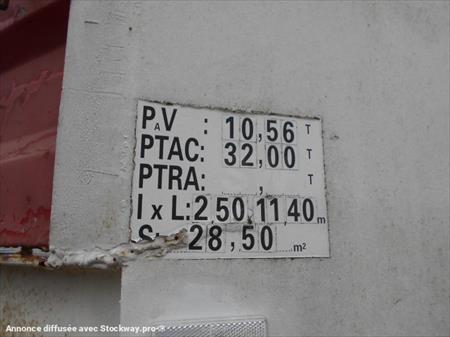 PAV : 10,56 T
PTAC: 32,00 T
PTRA: , T
l x L: 2,50 11,40 m
S: 28,50 m²
Annonce diffusée avec Stockway.pro ®